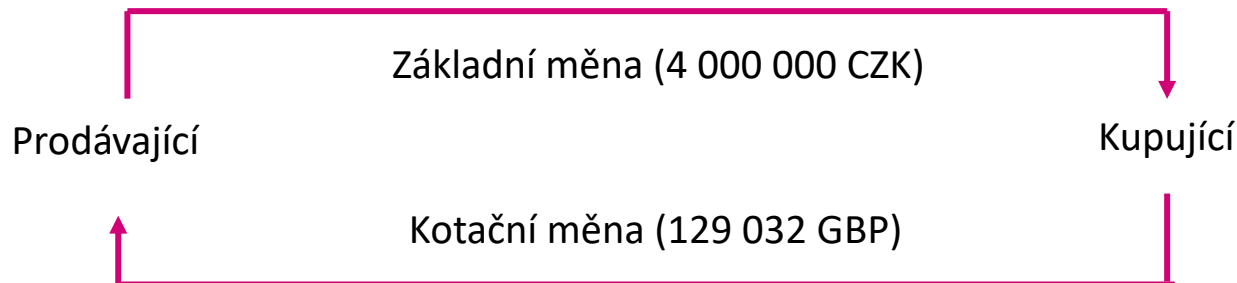 Základní měna (4 000 000 CZK)
Prodávající
Kupující
Kotační měna (129 032 GBP)